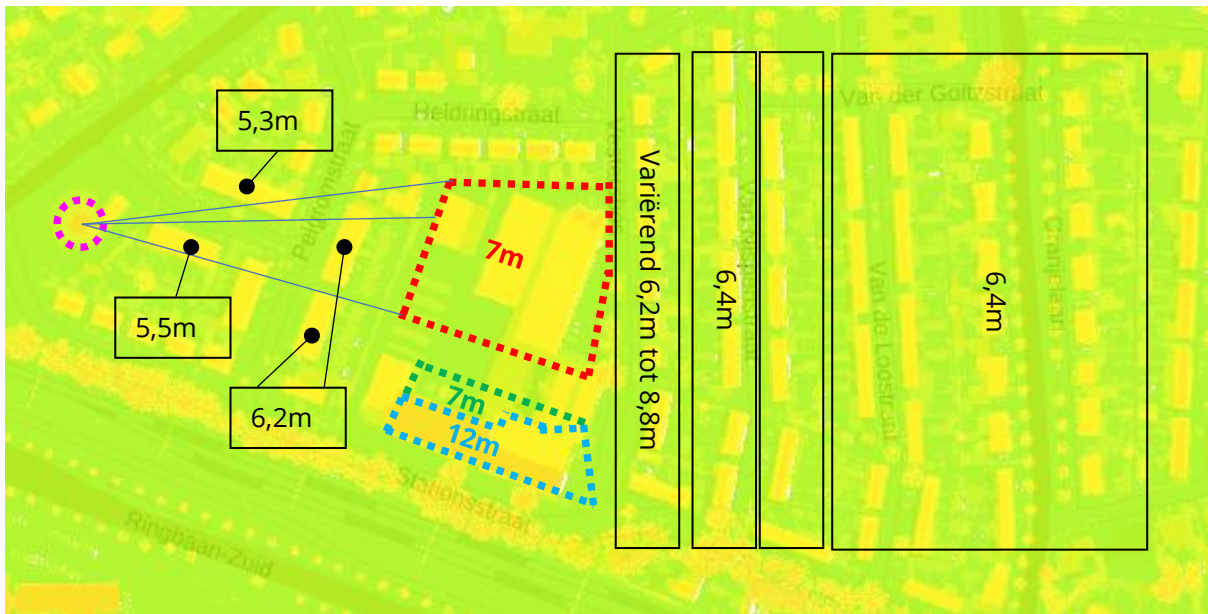 5,3m
Heldringstraat
Van der Goltzstraat
7m
Variërend 6,2m tot 8,8m
6,4m
6,4m
Oranjelaan
Van de Loostraat
5,5m
6,2m
7m
12m
Stationsstraat
Ringbaan-Zuid